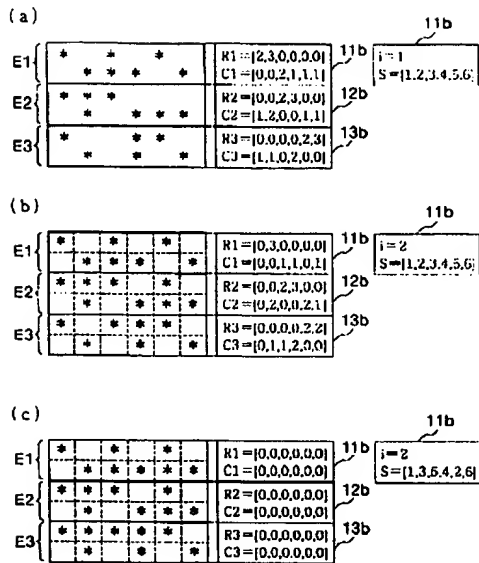 (a)
11b
E1
* * *
R1=[2,3,0,0,0,0]
11b
i=1
* * * *
C1=[0,0,2,1,1,1]
S=[1,2,3,4,5,6]
E2
* * *
R2=[0,0,2,3,0,0]
12b
* * * *
C2=[1,2,0,0,1,1]
E3
* *
R3=[0,0,0,0,2,3]
13b
* * *
C3=[1,1,0,2,0,0]
(b)
11b
E1
* * *
R1=[0,3,0,0,0,0]
11b
i=2
* * * *
C1=[0,0,1,1,0,1]
S=[1,2,3,4,5,6]
E2
* * * *
R2=[0,0,2,3,0,0]
12b
* * * *
C2=[0,2,0,0,2,1]
E3
* * * *
R3=[0,0,0,0,2,2]
13b
* * *
C3=[0,1,1,2,0,0]
(c)
11b
E1
* * *
R1=[0,0,0,0,0,0]
11b
i=2
* * * * *
C1=[0,0,0,0,0,0]
S=[1,3,5,4,2,6]
E2
* * * *
R2=[0,0,0,0,0,0]
12b
* * * *
C2=[0,0,0,0,0,0]
E3
* * * * *
R3=[0,0,0,0,0,0]
13b
* * *
C3=[0,0,0,0,0,0]